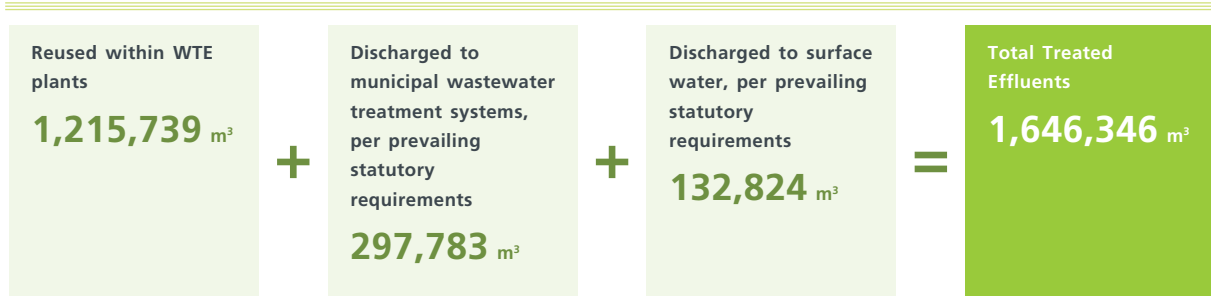 Reused within WTE
plants
1,215,739 m³
+
Discharged to
municipal wastewater
treatment systems,
per prevailing
statutory
requirements
297,783 m³
+
Discharged to surface
water, per prevailing
statutory
requirements
132,824 m³
=
Total Treated
Effluents
1,646,346 m³